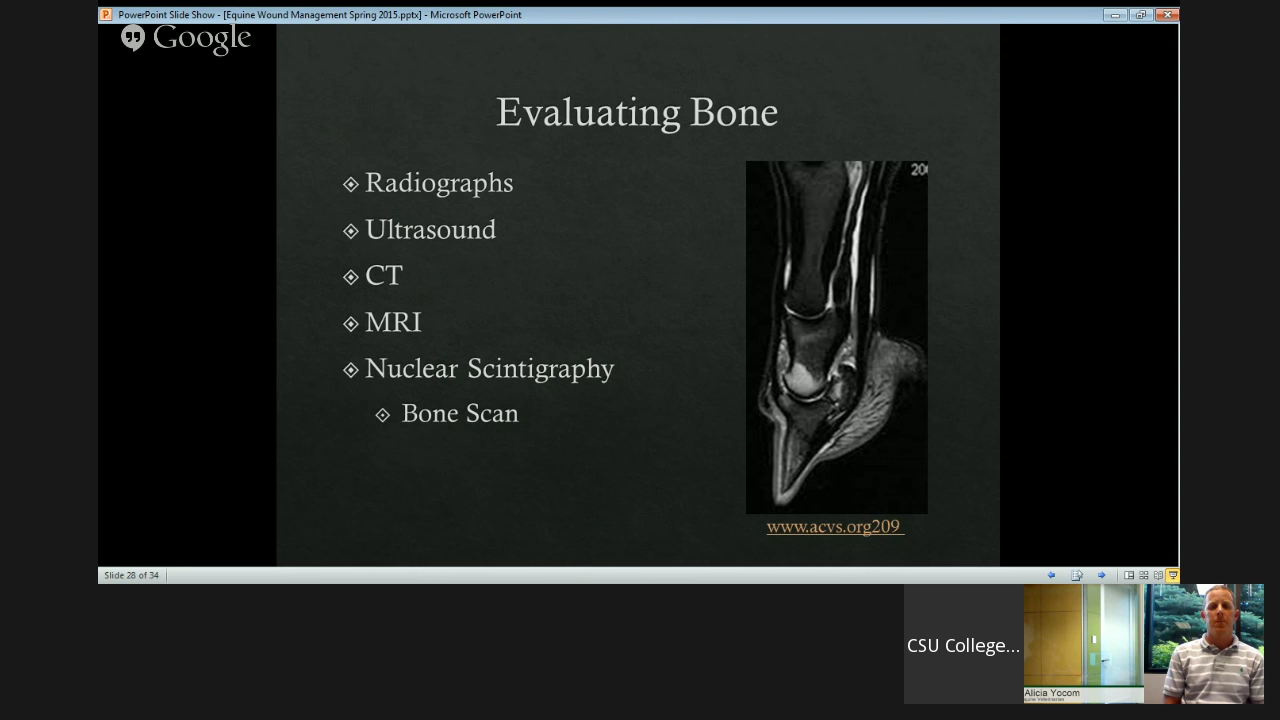 PowerPoint Slide Show - [Equine Wound Management Spring 2015.pptx] - Microsoft PowerPoint
Google
Evaluating Bone
Radiographs
Ultrasound
CT
MRI
Nuclear Scintigraphy
Bone Scan
20
www.acvs.org209
Slide 28 of 34
CSU College...
Alicia Yocom